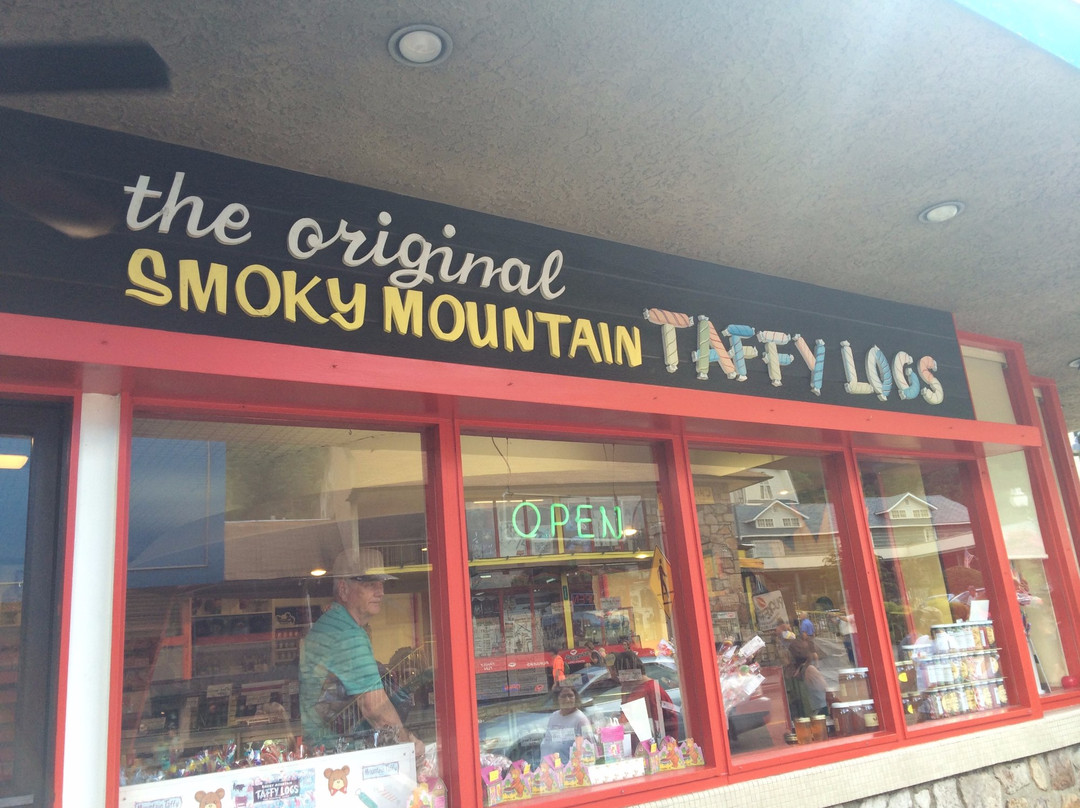 the original
SMOKY MOUNTAIN TAFFY LOGS
OPEN
TAFFY LOGS